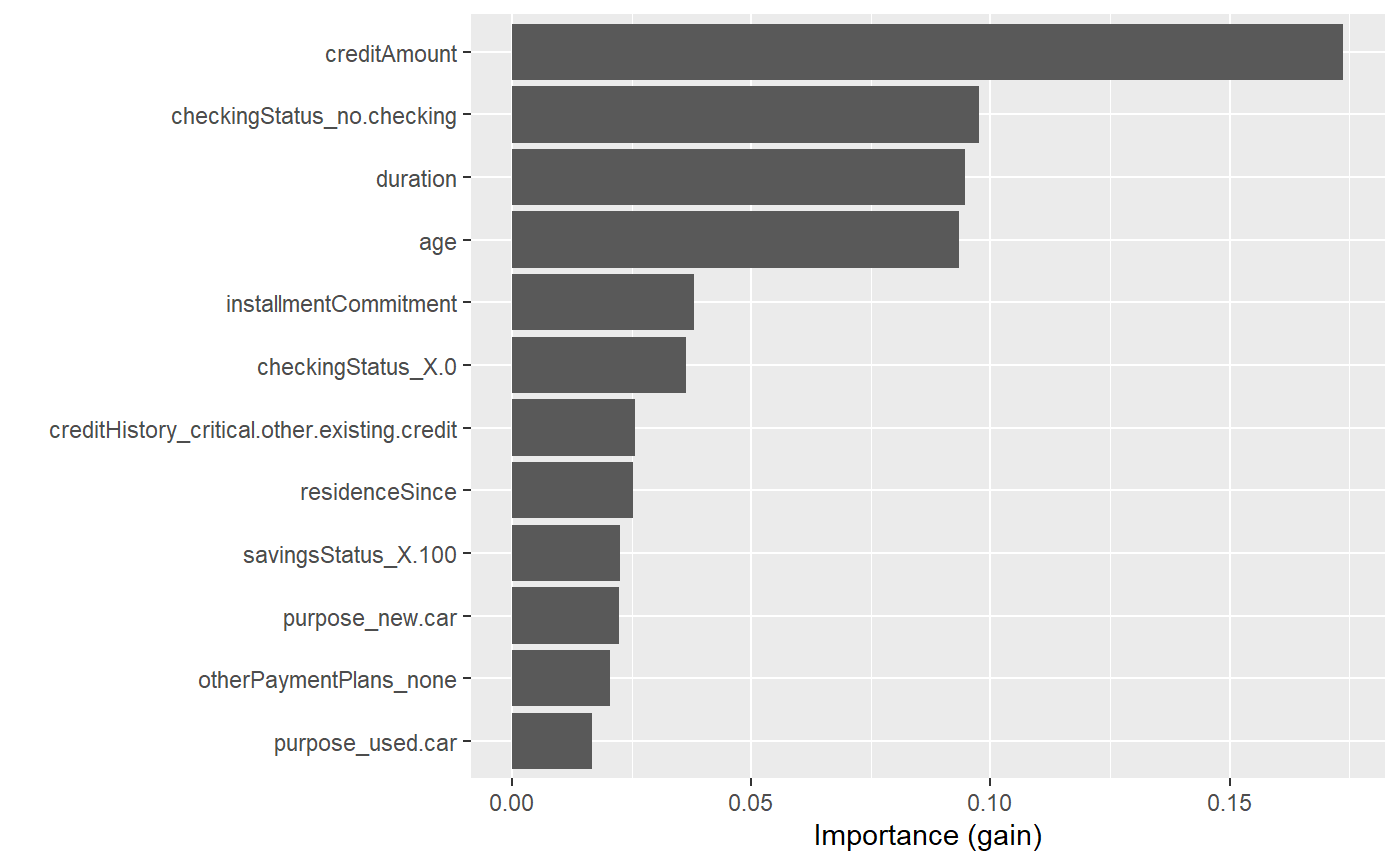 creditAmount
checkingStatus_no.checking
duration
age
installmentCommitment
checkingStatus_X.0
creditHistory_critical.other.existing.credit
residenceSince
savingsStatus_X.100
purpose_new.car
otherPaymentPlans_none
purpose_used.car
0.00 0.05 0.10 0.15
Importance (gain)